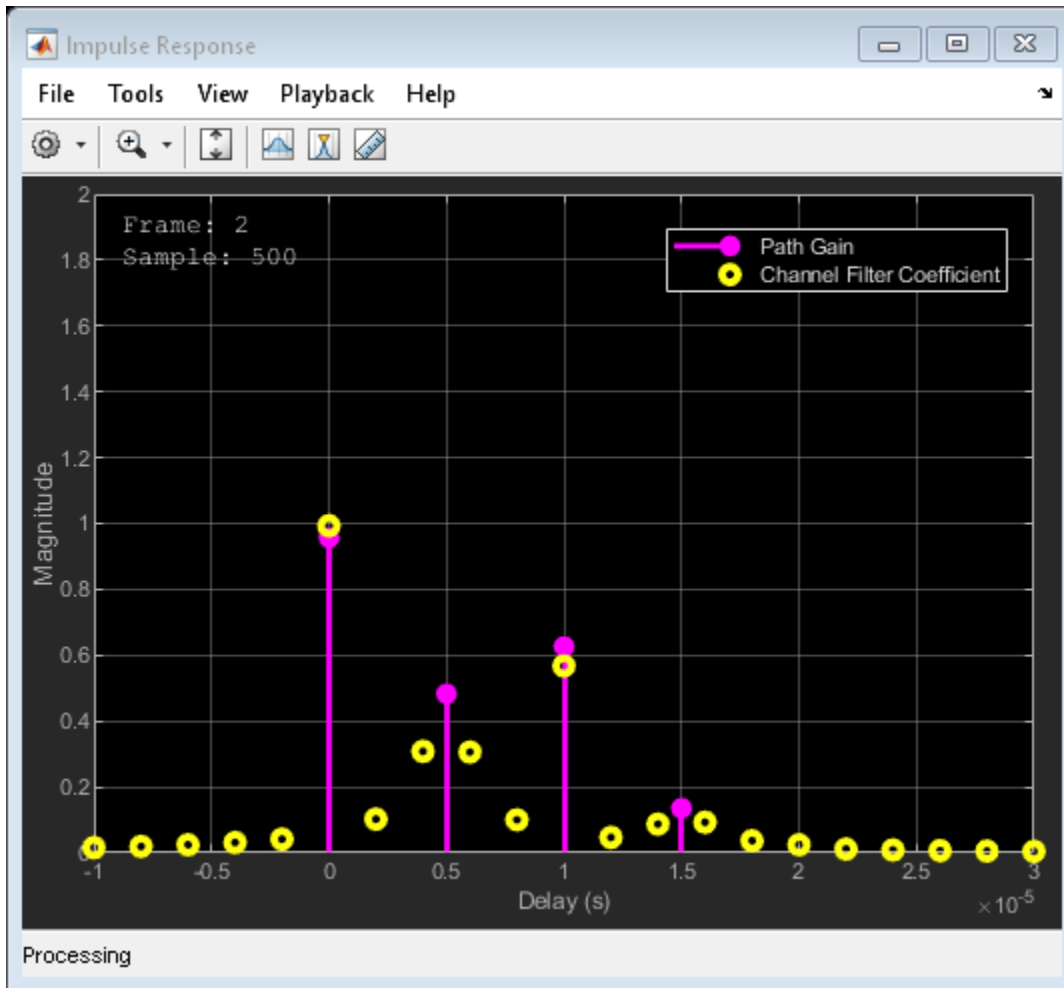 Impulse Response
File Tools View Playback Help
Frame: 2
Sample: 500
Path Gain
Channel Filter Coefficient
2
1.8
1.6
1.4
1.2
1
0.8
0.6
0.4
0.2
0
Magnitude
-1 -0.5 0 0.5 1 1.5 2 2.5 3
Delay (s)
×10⁻⁵
Processing